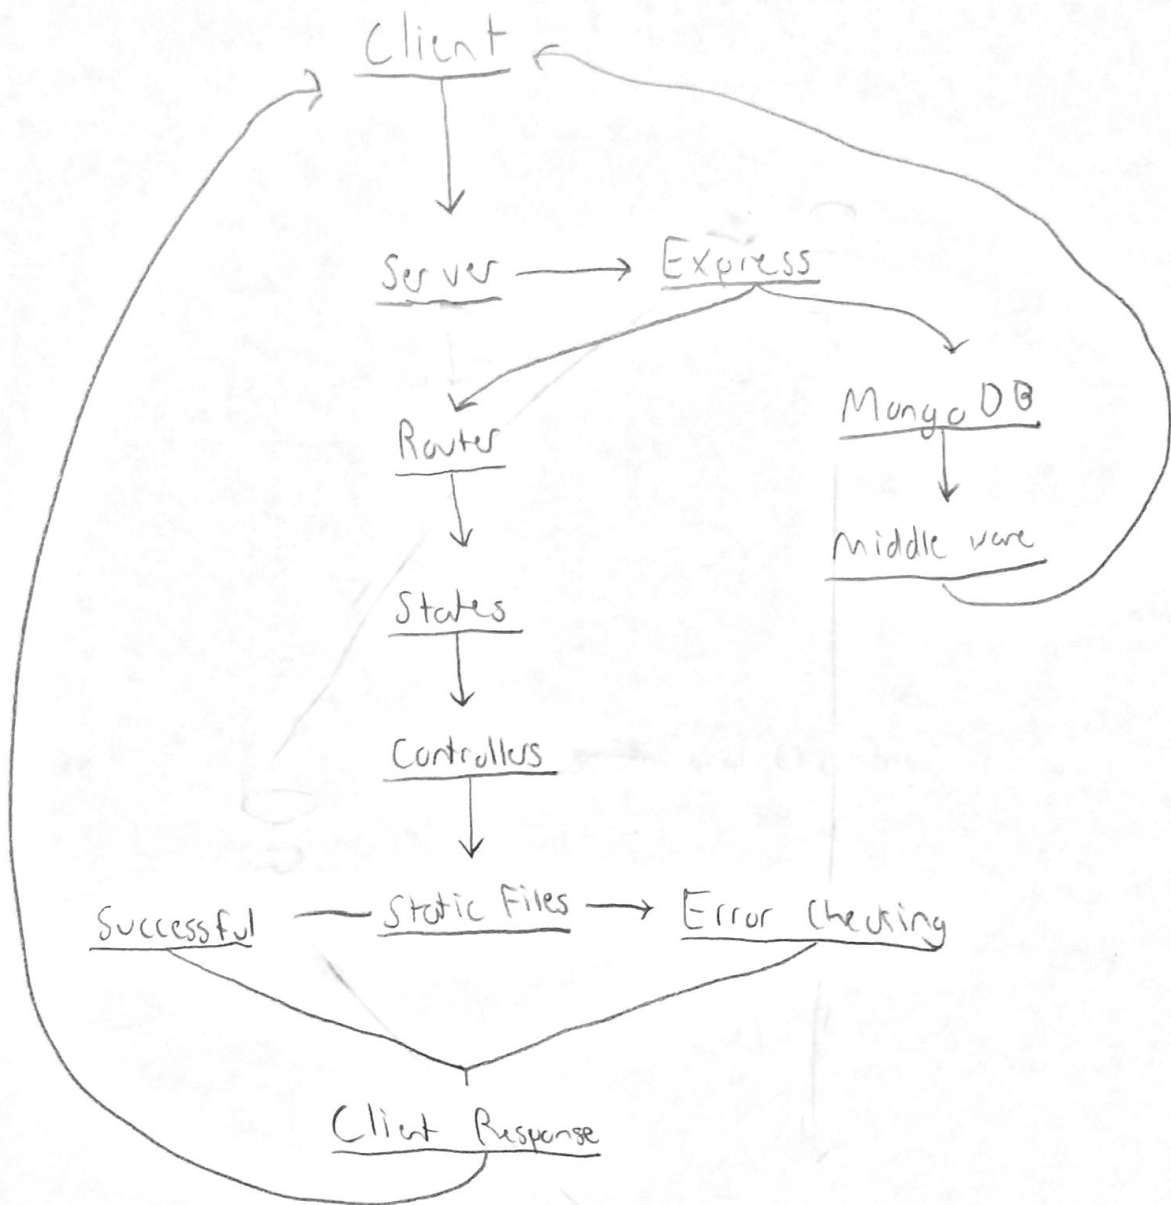 Client
Server
Express
Router
MongoDB
Middle ware
States
Controllers
Successful
Static Files
Error Checking
Client Response